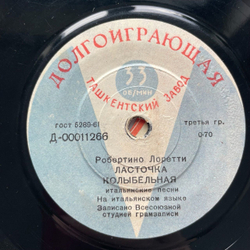 ДОЛГОИГРАЮЩАЯ
33
ОБ/МИН
ТАШКЕНТСКИЙ ЗАВОД
ГОСТ 5289-61
третья гр.
Д-00011266
0-70
Робертино Лоретти
ЛАСТОЧКА
КОЛЫБЕЛЬНАЯ
итальянские песни
На итальянском языке
Записано Всесоюзной
студией грамзаписи